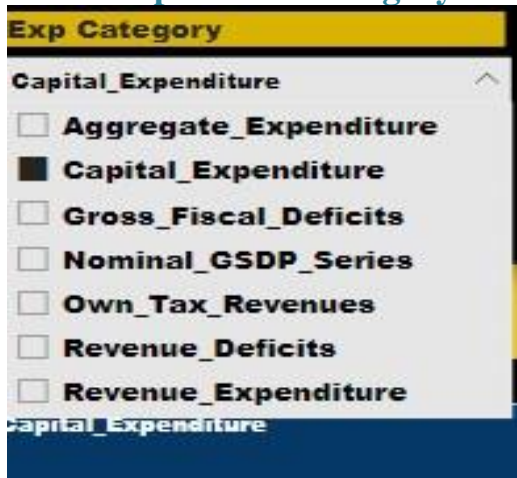 Exp Category
Capital_Expenditure
Aggregate_Expenditure
Capital_Expenditure
Gross_Fiscal_Deficits
Nominal_GSDP_Series
Own_Tax_Revenues
Revenue_Deficits
Revenue_Expenditure
Capital_Expenditure